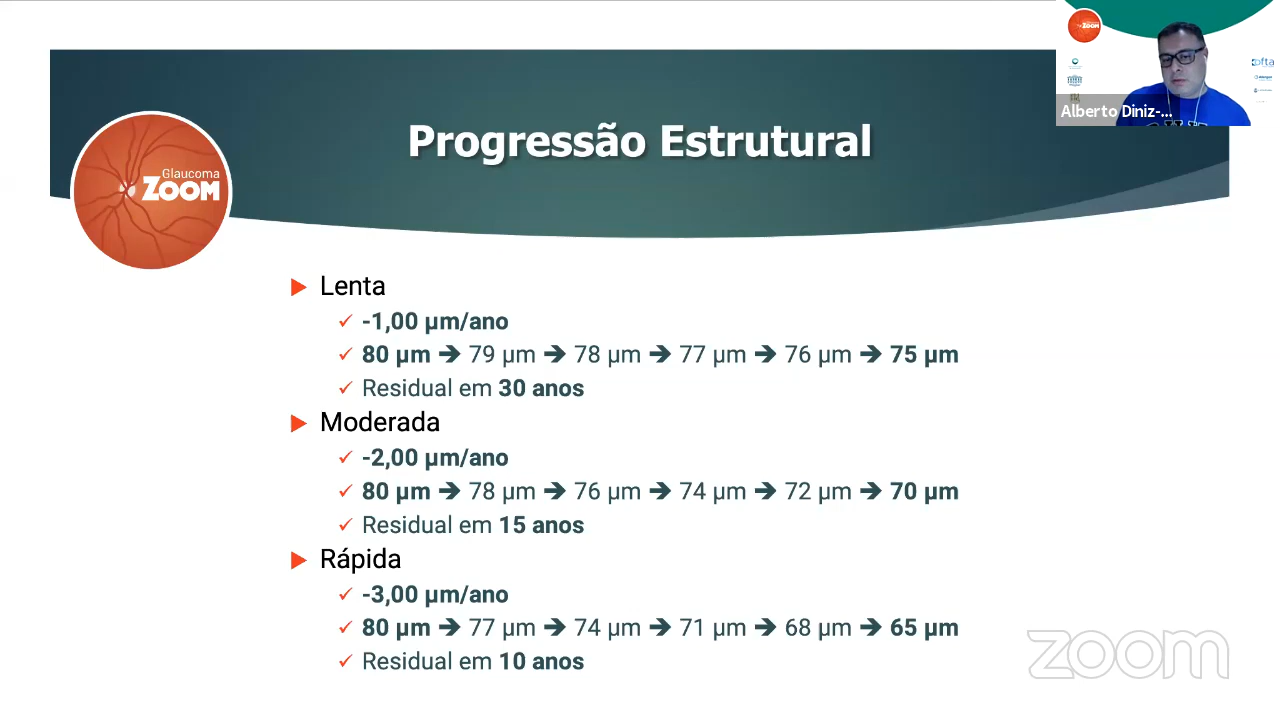 ZOOM
ofta
Alberto Diniz-...
Progressão Estrutural
Glaucoma
ZOOM
Lenta
-1,00 µm/ano
80 µm ➔ 79 µm ➔ 78 µm ➔ 77 µm ➔ 76 µm ➔ 75 µm
Residual em 30 anos
Moderada
-2,00 µm/ano
80 µm ➔ 78 µm ➔ 76 µm ➔ 74 µm ➔ 72 µm ➔ 70 µm
Residual em 15 anos
Rápida
-3,00 µm/ano
80 µm ➔ 77 µm ➔ 74 µm ➔ 71 µm ➔ 68 µm ➔ 65 µm
Residual em 10 anos
zoom